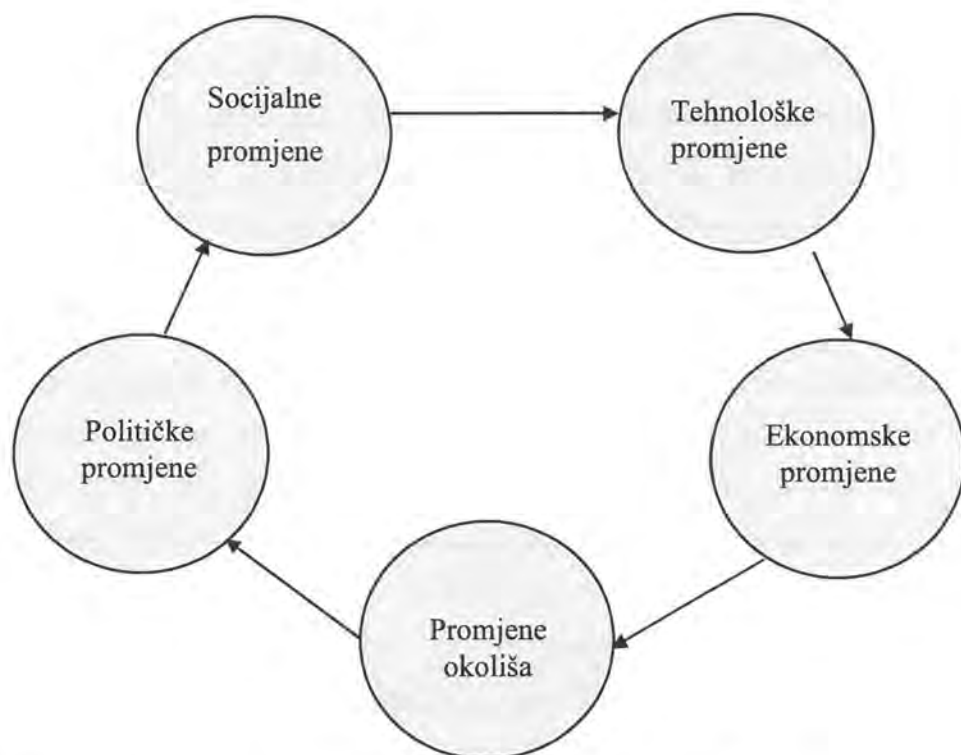 Socijalne
promjene
Tehnološke
promjene
Ekonomske
promjene
Promjene
okoliša
Političke
promjene